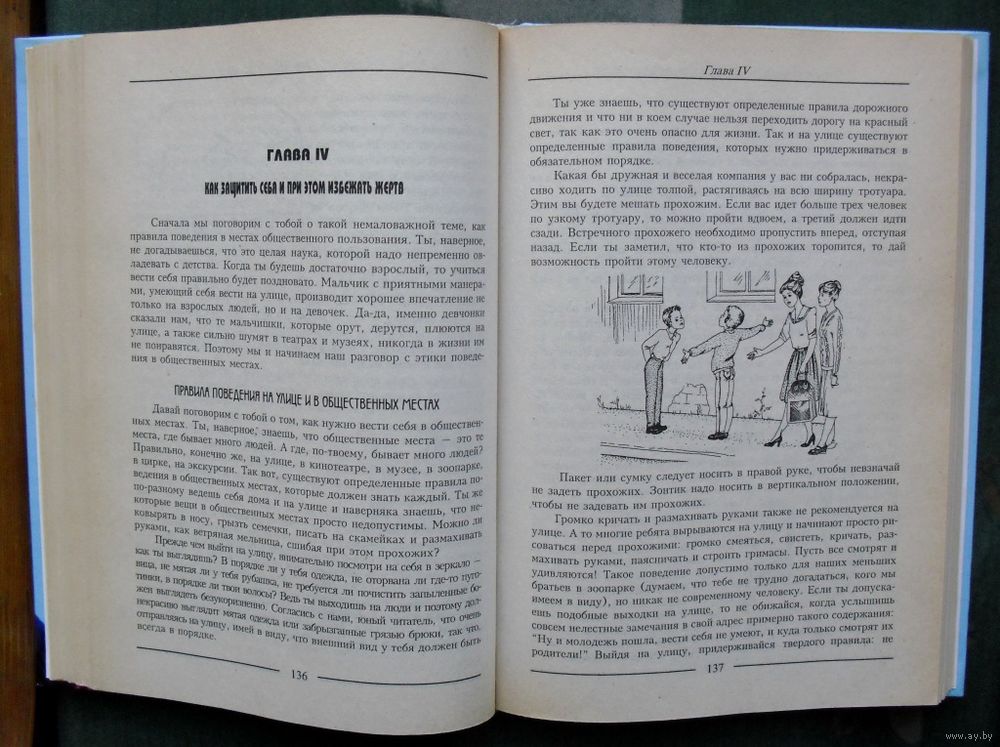 ГЛАВА IV
КАК ЗАЩИТИТЬ СЕБЯ И ПРИ ЭТОМ ИЗБЕЖАТЬ ЖЕРТВ
Сначала мы поговорим с тобой о такой немаловажной теме, как
правила поведения в местах общественного пользования. Ты, наверное,
не догадываешься, что это целая наука, которой надо непременно ов-
ладевать с детства. Когда ты будешь достаточно взрослый, то учиться
вести себя правильно будет поздновато. Мальчик с приятными манера-
ми, умеющий себя вести на улице, производит хорошее впечатление не
только на взрослых людей, но и на девочек. Да-да, именно девчонки
сказали нам, что те мальчишки, которые орут, дерутся, плюются на
улице, а также сильно шумят в театрах и музеях, никогда в жизни им
не понравятся. Поэтому мы и начинаем наш разговор с этики поведе-
ния в общественных местах.
ПРАВИЛА ПОВЕДЕНИЯ НА УЛИЦЕ И В ОБЩЕСТВЕННЫХ МЕСТАХ
Давай поговорим с тобой о том, как нужно вести себя в обществен-
ных местах. Ты, наверное, знаешь, что общественные места — это те
места, где бывает много людей. А где, по-твоему, бывает много людей?
Правильно, конечно же, на улице, в кинотеатре, в музее, в зоопарке,
в цирке, на экскурсии. Так вот, существуют определенные правила по-
ведения в общественных местах, которые должен знать каждый. Ты же
по-разному ведешь себя дома и на улице и наверняка знаешь, что не-
которые вещи в общественных местах просто недопустимы. Можно ли
ковырять в носу, грызть семечки, писать на скамейках и размахивать
руками, как ветряная мельница, сшибая при этом прохожих?
Прежде чем выйти на улицу, внимательно посмотри на себя в зеркало —
как ты выглядишь? В порядке ли у тебя одежда, не оторвана ли где-то пуго-
вица, не мятая ли у тебя рубашка, не требуется ли почистить запыленные бо-
тинки, в порядке ли твои волосы? Ведь ты выходишь на люди и поэтому дол-
жен выглядеть безукоризненно. Согласись с нами, юный читатель, что очень
некрасиво выглядит мятая одежда или забрызганные грязью брюки, так что,
отправляясь на улицу, имей в виду, что внешний вид у тебя должен быть
всегда в порядке.
136
Глава IV
Ты уже знаешь, что существуют определенные правила дорожного
движения и что ни в коем случае нельзя переходить дорогу на красный
свет, так как это очень опасно для жизни. Так и на улице существуют
определенные правила поведения, которых нужно придерживаться в
обязательном порядке.
Какая бы дружная и веселая компания у вас ни собралась, некра-
сиво ходить по улице толпой, растягиваясь на всю ширину тротуара.
Этим вы будете мешать прохожим. Если вас идет больше трех человек
по узкому тротуару, то можно пройти вдвоем, а третий должен идти
сзади. Встречного прохожего необходимо пропустить вперед, отступая
назад. Если ты заметил, что кто-то из прохожих торопится, то дай
возможность пройти этому человеку.
Пакет или сумку следует носить в правой руке, чтобы невзначай
не задеть прохожих. Зонтик надо носить в вертикальном положении,
чтобы не задевать им прохожих.
Громко кричать и размахивать руками также не рекомендуется на
улице. А то многие ребята вырываются на улицу и начинают просто ри-
соваться перед прохожими: громко смеяться, свистеть, кричать, раз-
махивать руками, паясничать и строить гримасы. Пусть все смотрят и
удивляются! Такое поведение допустимо только для наших меньших
братьев в зоопарке (думаем, что тебе не трудно догадаться, кого мы
имеем в виду), но никак не современному человеку. Если ты допуска-
ешь подобные выходки на улице, то не обижайся, когда услышишь
совсем нелестные замечания в свой адрес примерно такого содержания:
"Ну и молодежь пошла, вести себя не умеют, и куда только смотрят их
родители!" Выйдя на улицу, придерживайся твердого правила: не
137
www.ay.by